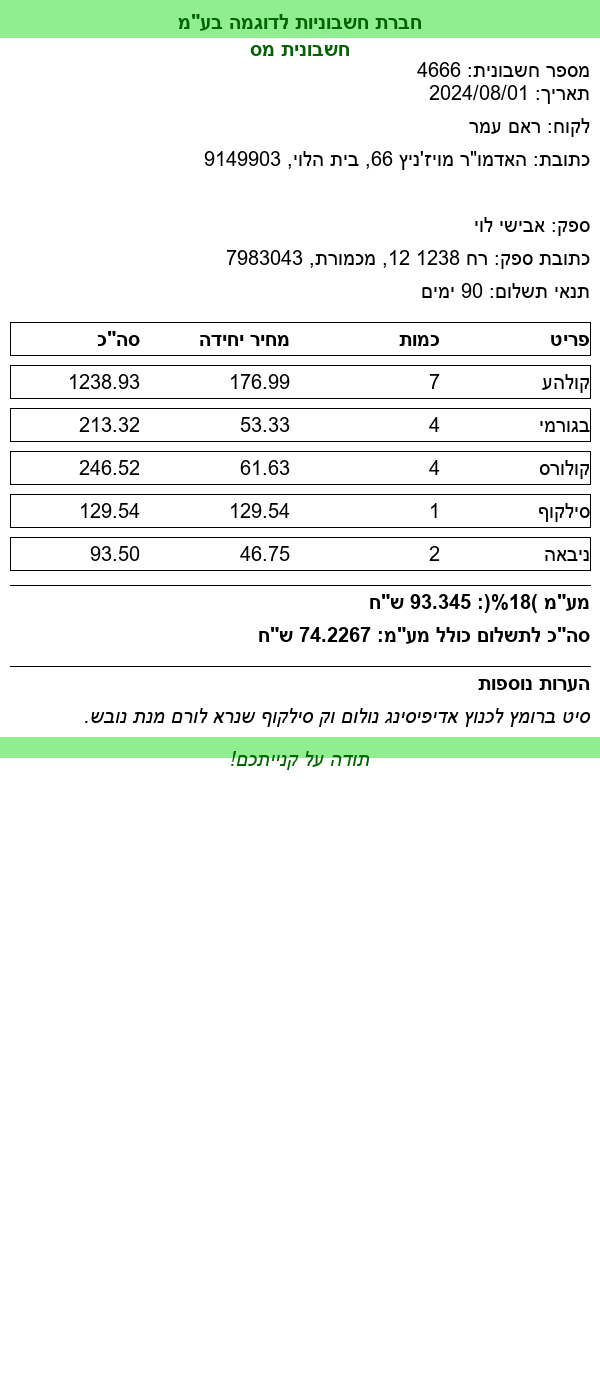 חברת חשבוניות לדוגמה בע"מ
חשבונית מס
מספר חשבונית: 4666
תאריך: 2024/08/01
לקוח: ראם עמר
כתובת: האדמו"ר מויז'ניץ 66, בית הלוי, 9149903
ספק: אבישי לוי
כתובת ספק: רח 1238 12, מכמורת, 7983043
תנאי תשלום: 90 ימים
פריט כמות מחיר יחידה סה"כ
קולהע 7 176.99 1238.93
בגורמי 4 53.33 213.32
קולורס 4 61.63 246.52
סילקוף 1 129.54 129.54
ניבאה 2 46.75 93.50
מע"מ )18%(: 93.345 ש"ח
סה"כ לתשלום כולל מע"מ: 74.2267 ש"ח
הערות נוספות
סיט ברומץ לכנוץ אדיפיסינג נולום וק סילקוף שנרא לורם מנת נובש.
תודה על קנייתכם!